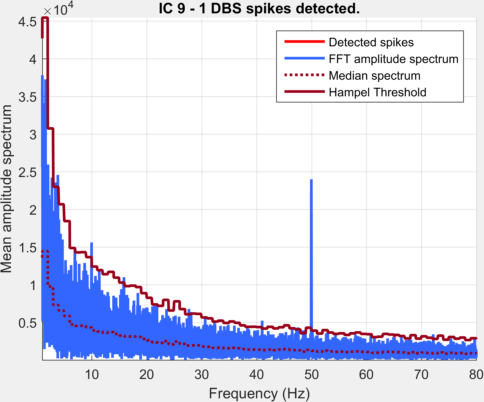 IC 9 - 1 DBS spikes detected.
×10⁴
4.5
4
3.5
3
2.5
2
1.5
1
0.5
Mean amplitude spectrum
Detected spikes
FFT amplitude spectrum
Median spectrum
Hampel Threshold
10 20 30 40 50 60 70 80
Frequency (Hz)